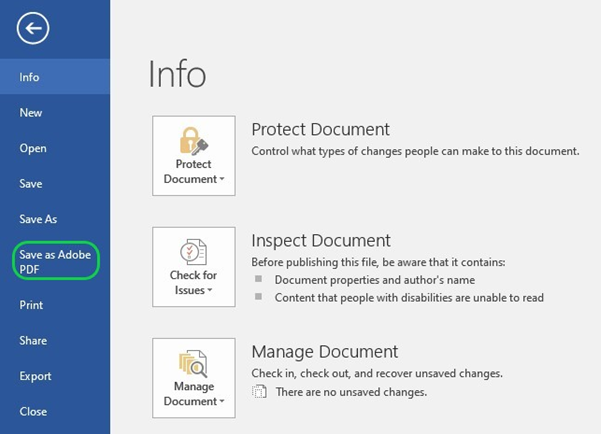 Info
New
Open
Save
Save As
Save as Adobe
PDF
Print
Share
Export
Close
Info
Protect
Document
Protect Document
Control what types of changes people can make to this document.
Check for
Issues
Inspect Document
Before publishing this file, be aware that it contains:
Document properties and author's name
Content that people with disabilities are unable to read
Manage
Document
Manage Document
Check in, check out, and recover unsaved changes.
There are no unsaved changes.